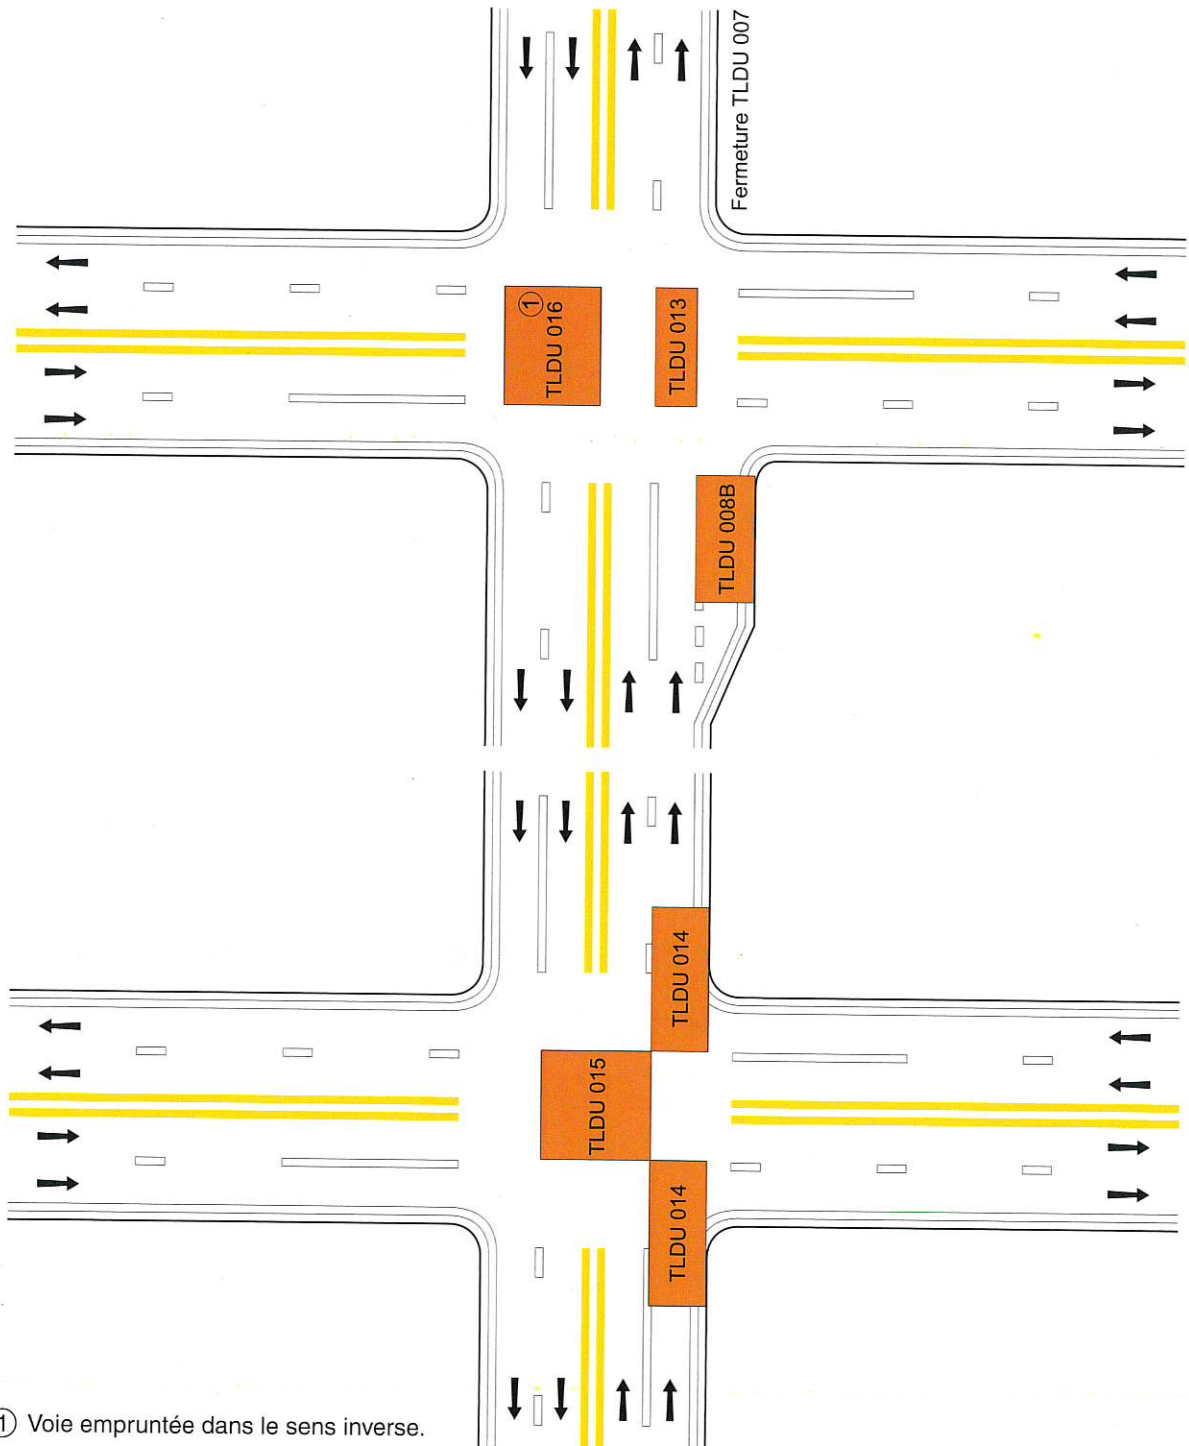 Fermeture TLDU 007
① TLDU 016
TLDU 013
TLDU 008B
TLDU 014
TLDU 015
TLDU 014
① Voie empruntée dans le sens inverse.